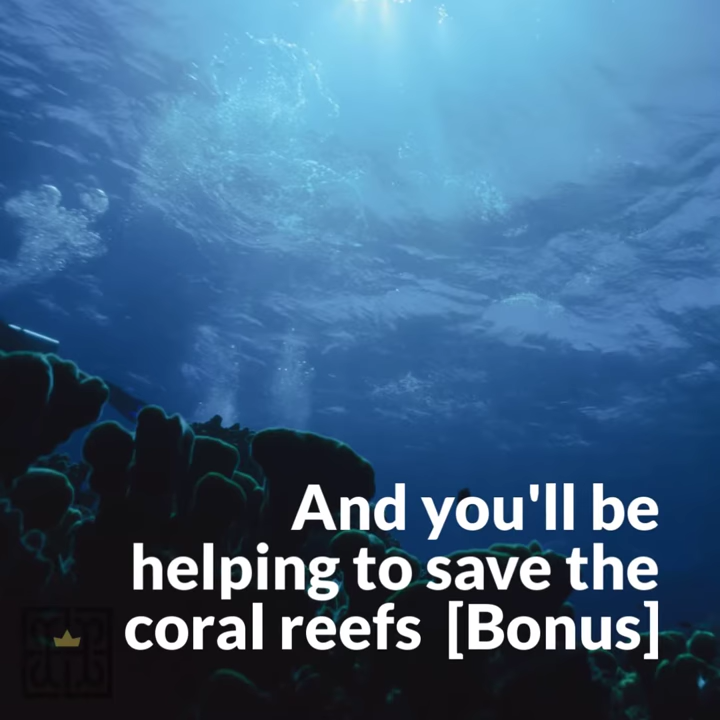 And you'll be
helping to save the
coral reefs [Bonus]